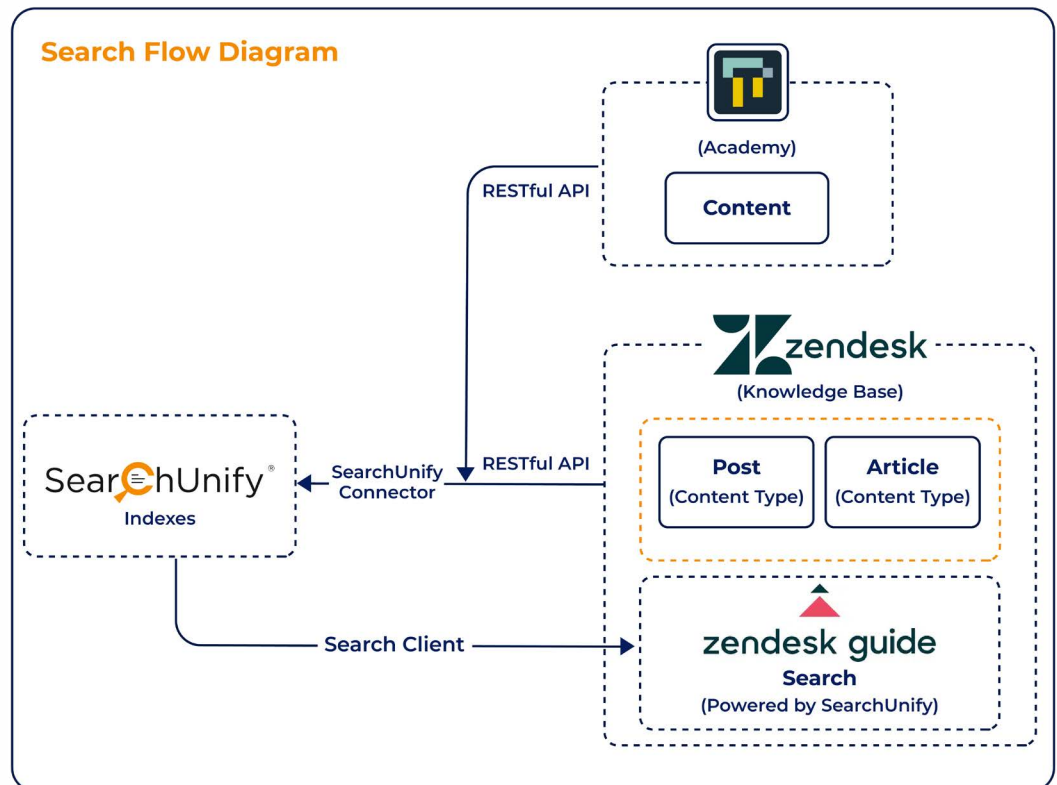 Search Flow Diagram
(Academy)
RESTful API
Content
zendesk
(Knowledge Base)
SearchUnify®
Indexes
SearchUnify
Connector
RESTful API
Post
(Content Type)
Article
(Content Type)
Search Client
zendesk guide
Search
(Powered by SearchUnify)